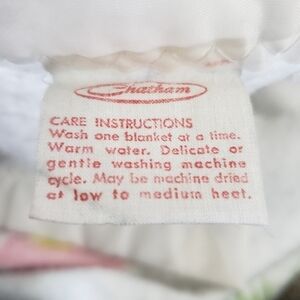 Chatham
CARE INSTRUCTIONS
Wash one blanket at a time.
Warm water. Delicate or
gentle washing machine
cycle. May be machine dried
at low to medium heat.